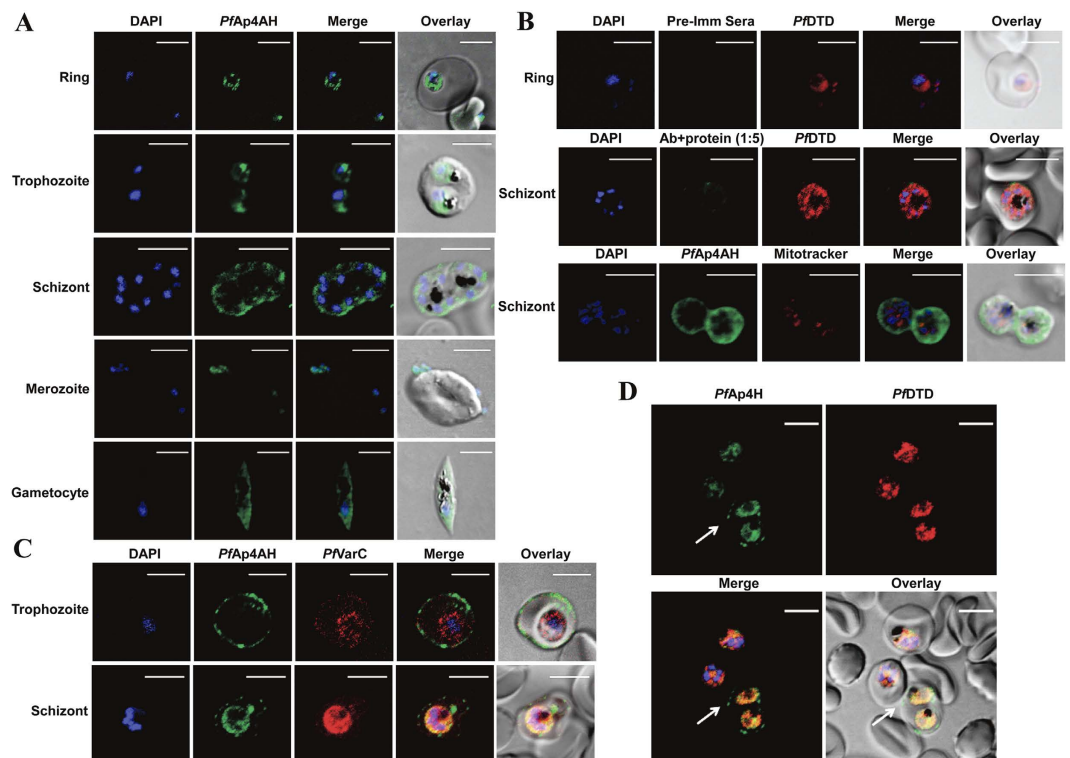 A
DAPI PfAp4AH Merge Overlay
Ring
Trophozoite
Schizont
Merozoite
Gametocyte
B
DAPI Pre-Imm Sera PfDTD Merge Overlay
Ring
DAPI Ab+protein (1:5) PfDTD Merge Overlay
Schizont
DAPI PfAp4AH Mitotracker Merge Overlay
Schizont
C
DAPI PfAp4AH PfVarC Merge Overlay
Trophozoite
Schizont
D
PfAp4H PfDTD
Merge Overlay